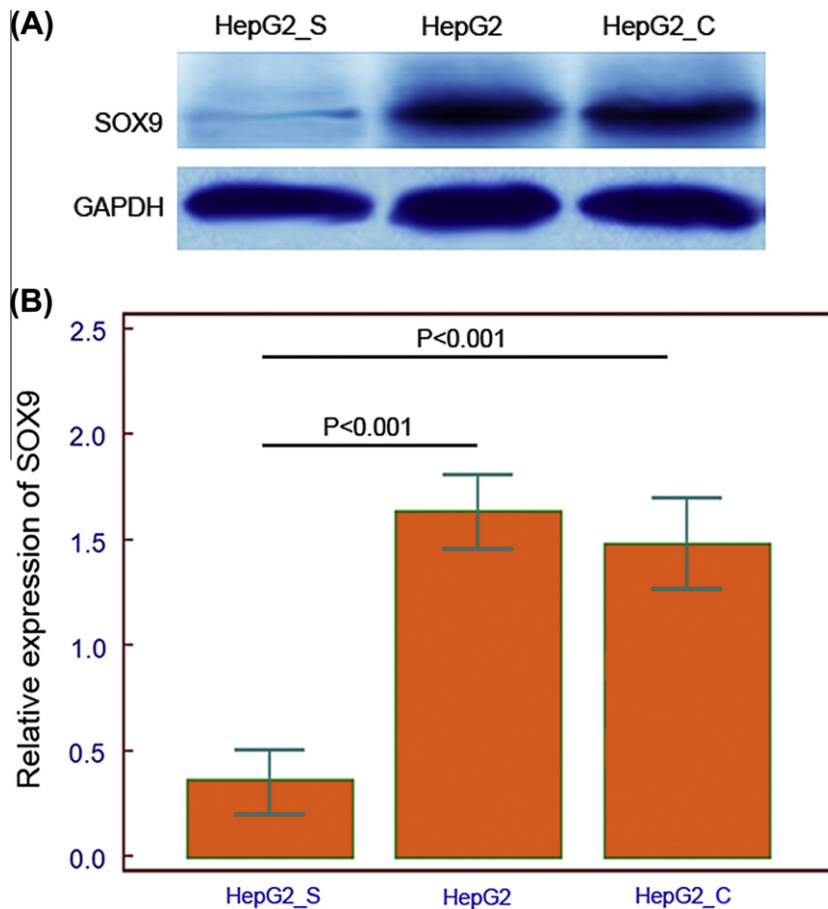 (A)
HepG2_S HepG2 HepG2_C
SOX9
GAPDH
(B)
Relative expression of SOX9
2.5
P<0.001
2.0
P<0.001
1.5
1.0
0.5
0.0
HepG2_S HepG2 HepG2_C